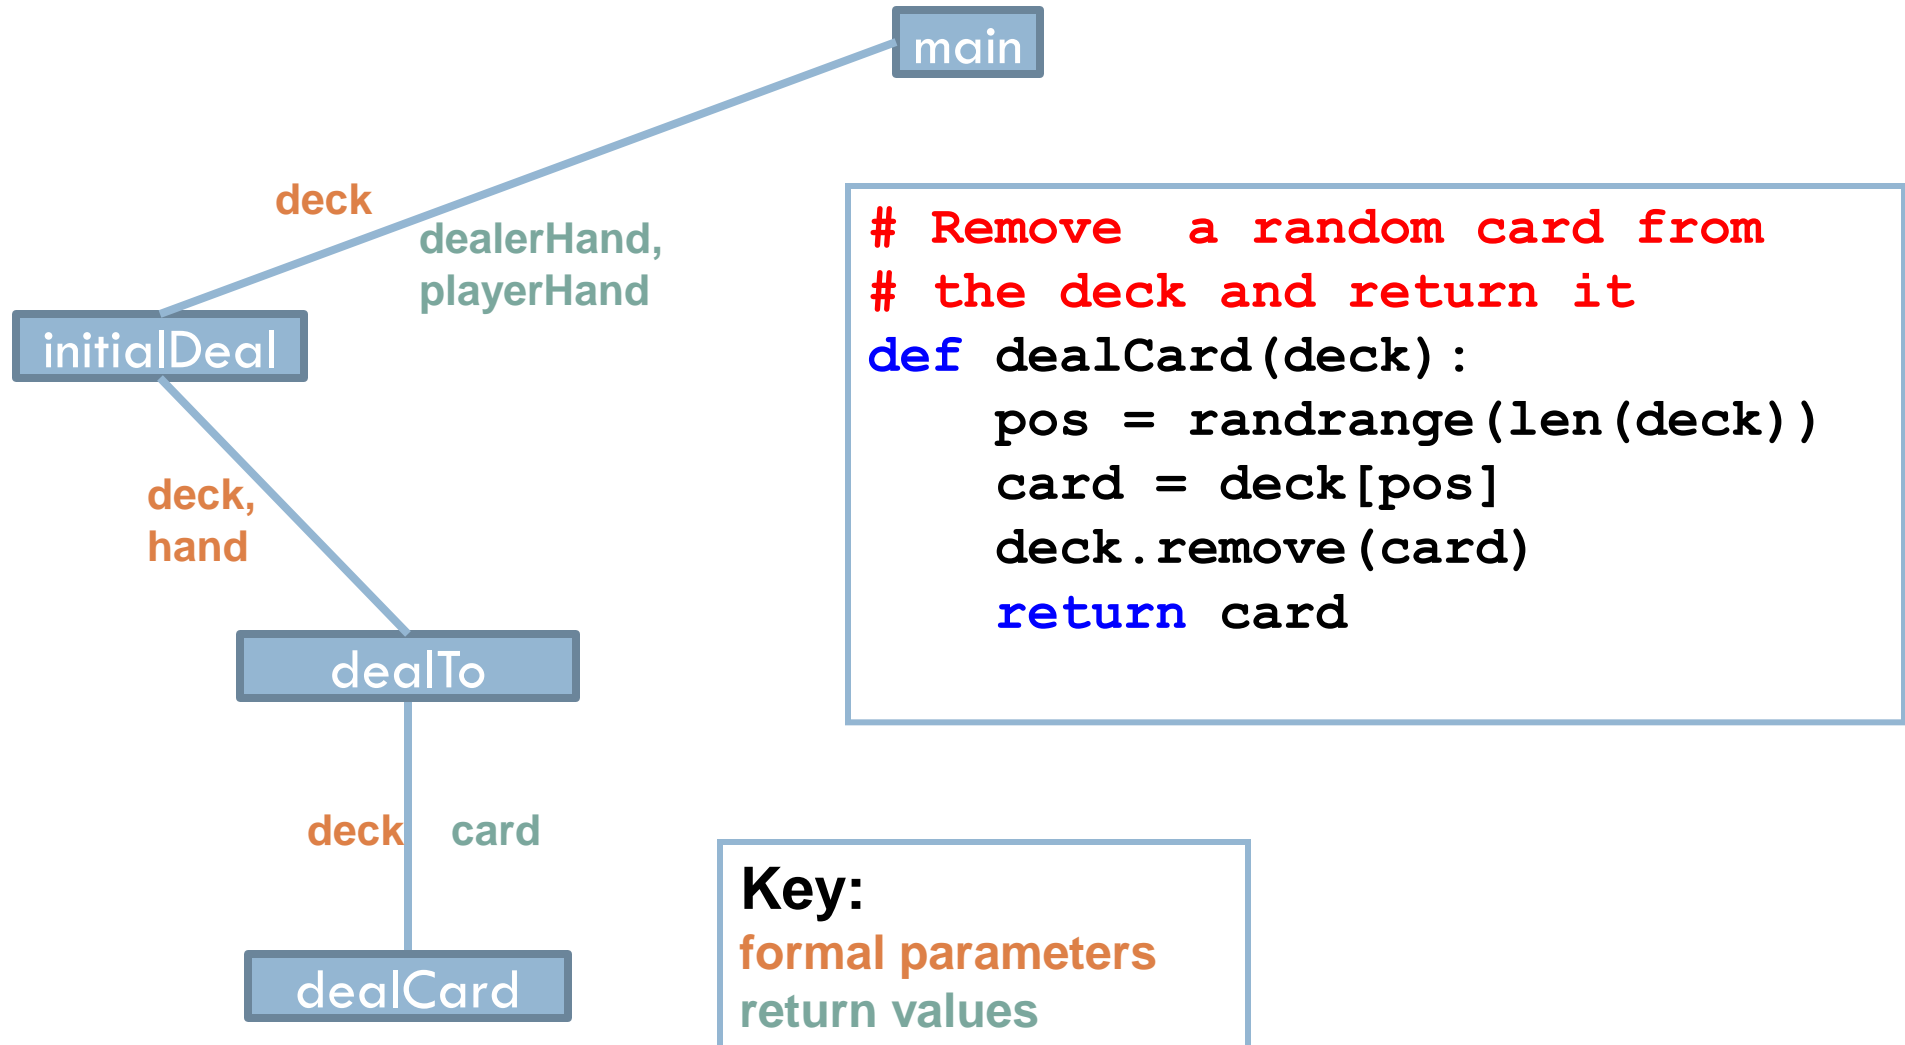 main
deck
dealerHand,
playerHand
initialDeal
deck,
hand
dealTo
deck card
dealCard
# Remove  a random card from
# the deck and return it
def dealCard(deck):
    pos = randrange(len(deck))
    card = deck[pos]
    deck.remove(card)
    return card
Key:
formal parameters
return values